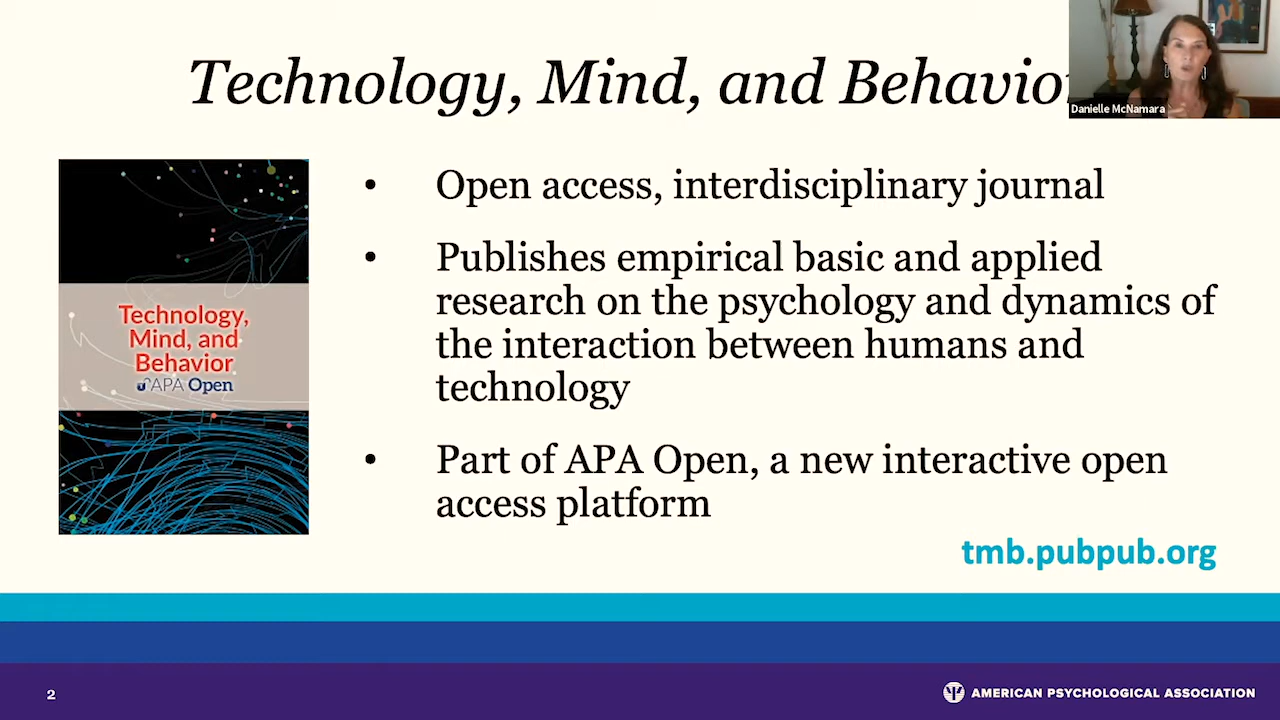 Technology, Mind, and Behavior
Danielle McNamara
Technology,
Mind, and
Behavior
APA Open
• Open access, interdisciplinary journal
• Publishes empirical basic and applied
research on the psychology and dynamics of
the interaction between humans and
technology
• Part of APA Open, a new interactive open
access platform
tmb.pubpub.org
2
AMERICAN PSYCHOLOGICAL ASSOCIATION